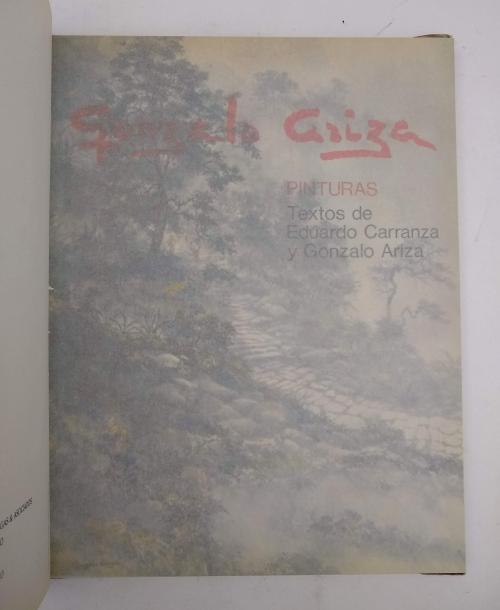 Gonzalo Ariza
PINTURAS
Textos de
Eduardo Carranza
y Gonzalo Ariza